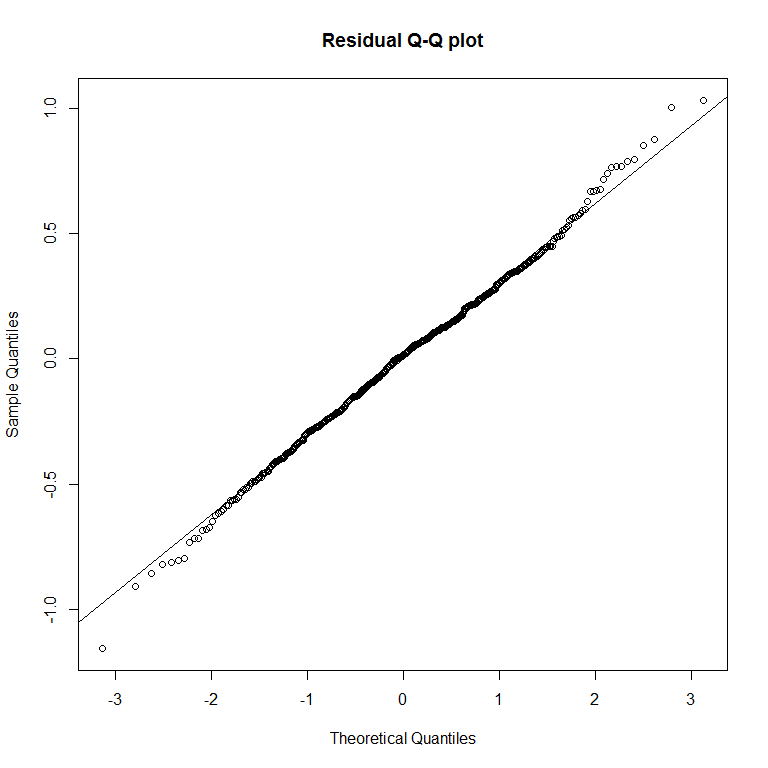 Residual Q-Q plot
Sample Quantiles
1.0
0.5
0.0
-0.5
-1.0
-3 -2 -1 0 1 2 3
Theoretical Quantiles